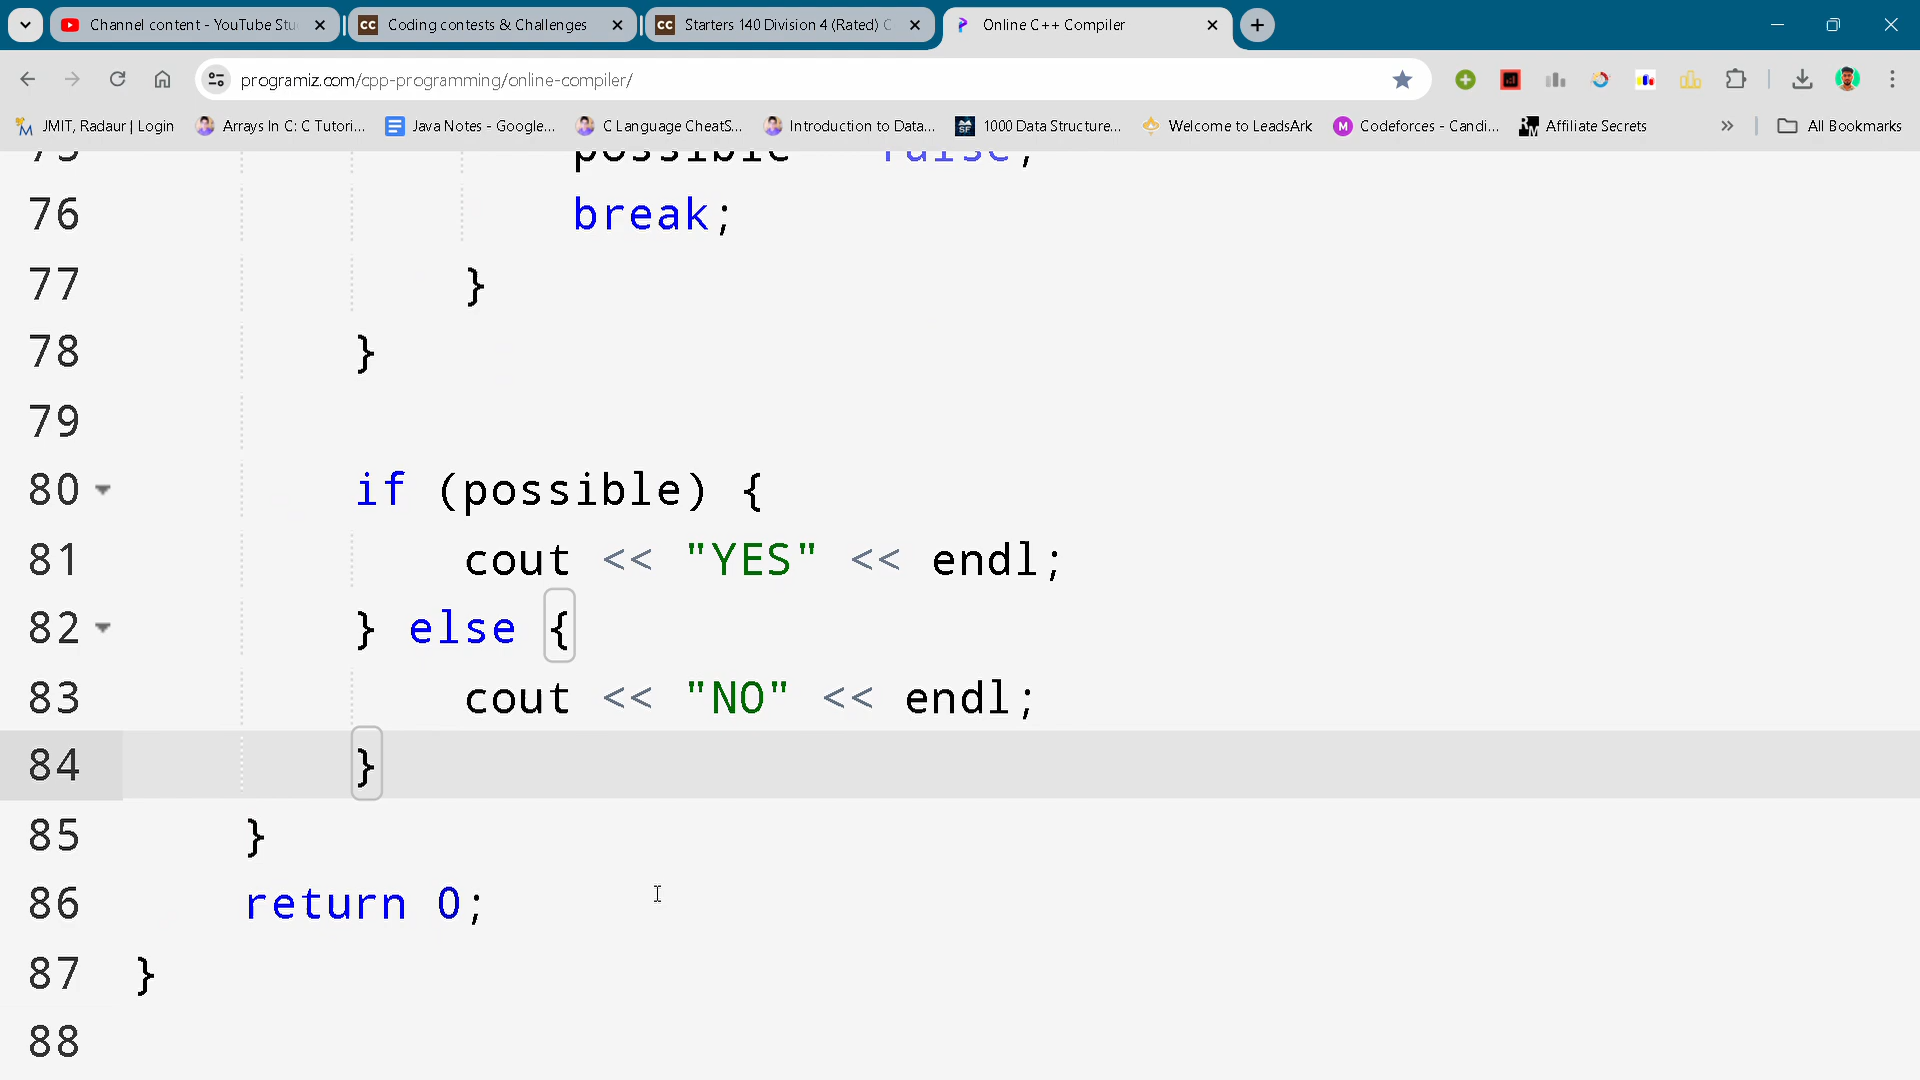 Channel content - YouTube Stu
Coding contests & Challenges
Starters 140 Division 4 (Rated) C
Online C++ Compiler
programiz.com/cpp-programming/online-compiler/
JMIT, Radaur | Login
Arrays In C: C Tutori...
Java Notes - Google...
C Language CheatS...
Introduction to Data...
1000 Data Structure...
Welcome to LeadsArk
Codeforces - Candi...
Affiliate Secrets
All Bookmarks
75 possible = false;
76 break;
77 }
78 }
79
80 if (possible) {
81 cout << "YES" << endl;
82 } else {
83 cout << "NO" << endl;
84 }
85 }
86 return 0;
87 }
88